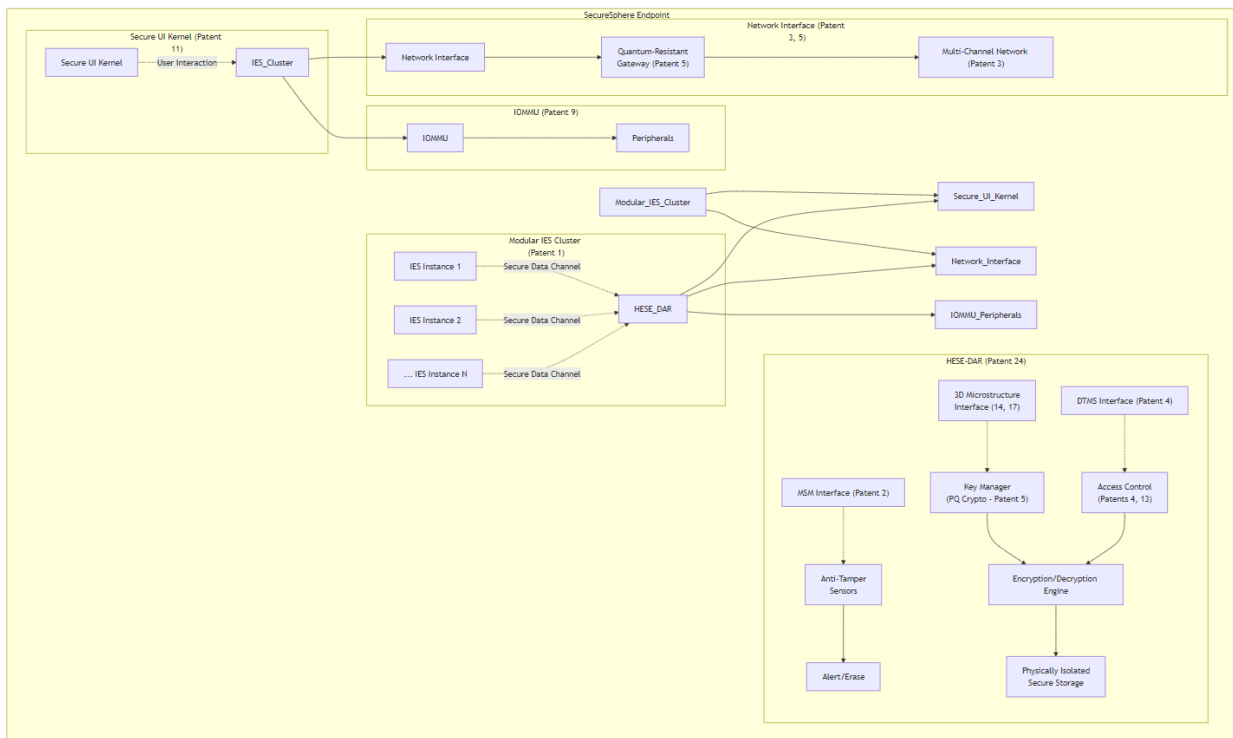 SecureSphere Endpoint
Secure UI Kernel (Patent
11)
Secure UI Kernel
User Interaction
IES_Cluster
Network Interface (Patent
3, 5)
Network Interface
Quantum-Resistant
Gateway (Patent 5)
Multi-Channel Network
(Patent 3)
IOMMU (Patent 9)
IOMMU
Peripherals
Modular_IES_Cluster
Secure_UI_Kernel
Network_Interface
IOMMU_Peripherals
Modular IES Cluster
(Patent 1)
IES Instance 1
Secure Data Channel
IES Instance 2
Secure Data Channel
... IES Instance N
Secure Data Channel
HESE_DAR
HESE-DAR (Patent 24)
3D Microstructure
Interface (14, 17)
DTMS Interface (Patent 4)
MSM Interface (Patent 2)
Key Manager
(PQ Crypto - Patent 5)
Access Control
(Patents 4, 13)
Anti-Tamper
Sensors
Encryption/Decryption
Engine
Alert/Erase
Physically Isolated
Secure Storage